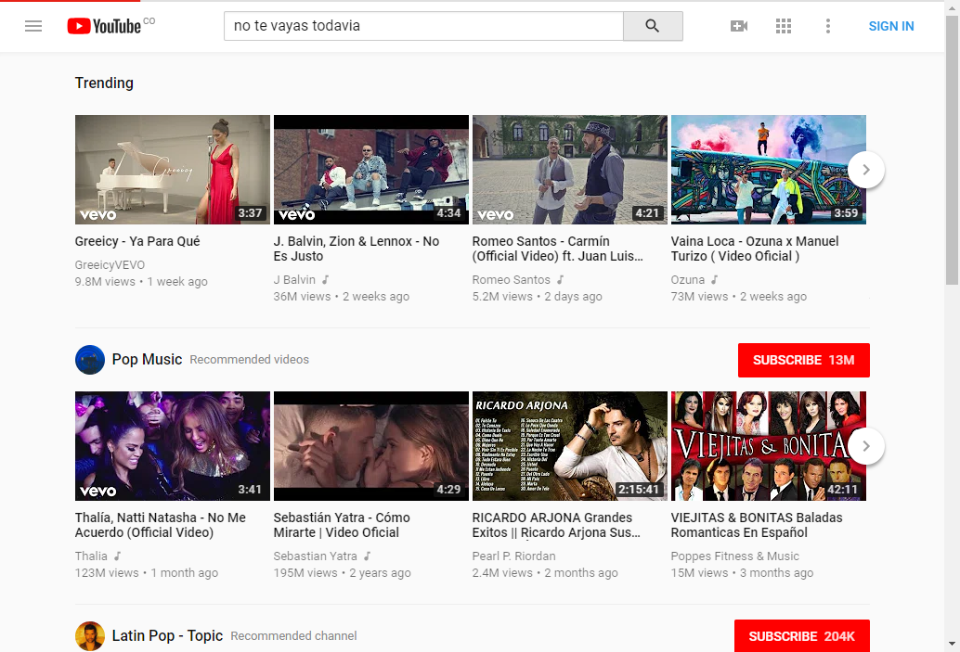 YouTube CO
no te vayas todavia
SIGN IN
Trending
Greeicy
vevo
3:37
vevo
4:34
vevo
4:21
3:59
Greeicy - Ya Para Qué
GreeicyVEVO
9.8M views • 1 week ago
J. Balvin, Zion & Lennox - No
Es Justo
J Balvin
36M views • 2 weeks ago
Romeo Santos - Carmín
(Official Video) ft. Juan Luis...
Romeo Santos
5.2M views • 2 days ago
Vaina Loca - Ozuna x Manuel
Turizo ( Video Oficial )
Ozuna
73M views • 2 weeks ago
Pop Music Recommended videos
SUBSCRIBE 13M
vevo
3:41
4:29
RICARDO ARJONA
2:15:41
VIEJITAS & BONITA
42:11
Thalía, Natti Natasha - No Me
Acuerdo (Official Video)
Thalia
123M views • 1 month ago
Sebastián Yatra - Cómo
Mirarte | Video Oficial
Sebastian Yatra
195M views • 2 years ago
RICARDO ARJONA Grandes
Exitos || Ricardo Arjona Sus...
Pearl P. Riordan
2.4M views • 2 months ago
VIEJITAS & BONITAS Baladas
Romanticas En Español
Poppes Fitness & Music
15M views • 3 months ago
Latin Pop - Topic Recommended channel
SUBSCRIBE 204K